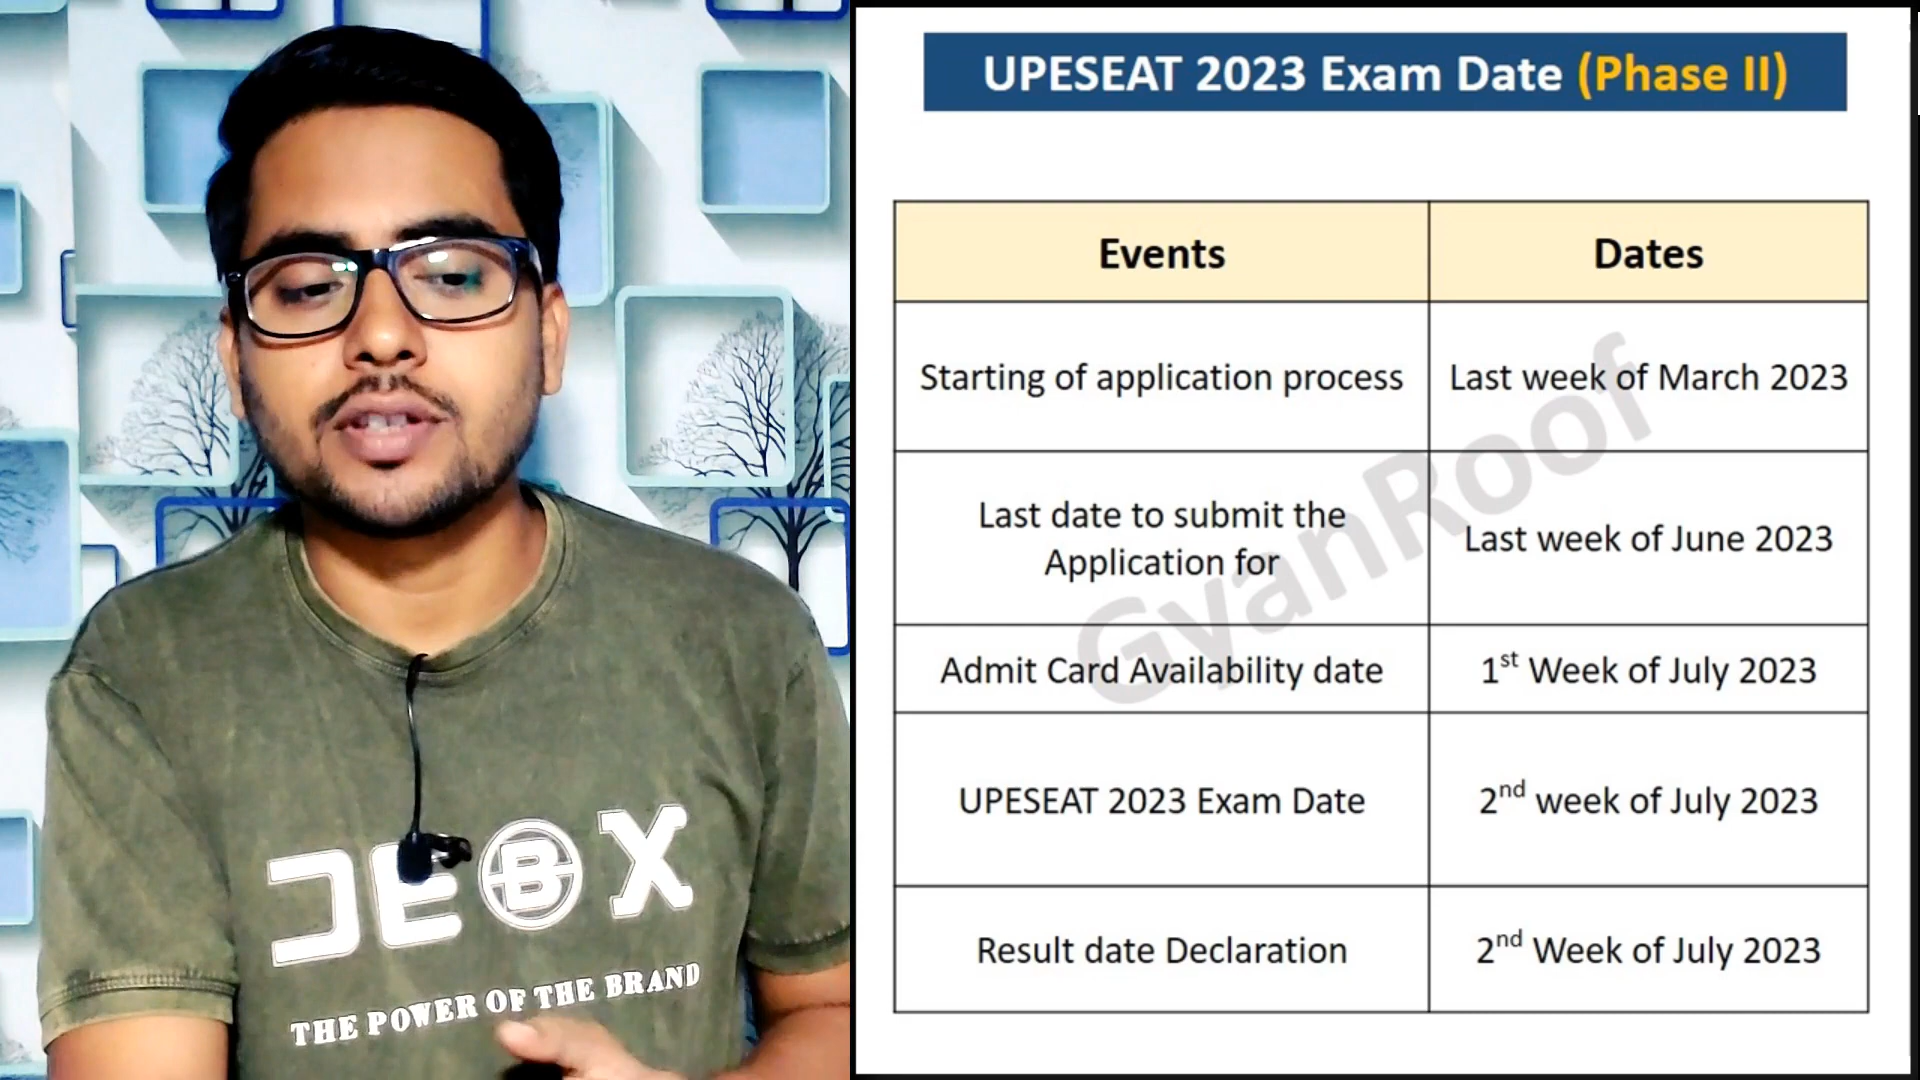 UPESEAT 2023 Exam Date (Phase II)
Events
Dates
Starting of application process
Last week of March 2023
Last date to submit the
Application for
Last week of June 2023
Admit Card Availability date
1st Week of July 2023
UPESEAT 2023 Exam Date
2nd week of July 2023
Result date Declaration
2nd Week of July 2023
GyanRoof
DEBX
THE POWER OF THE BRAND